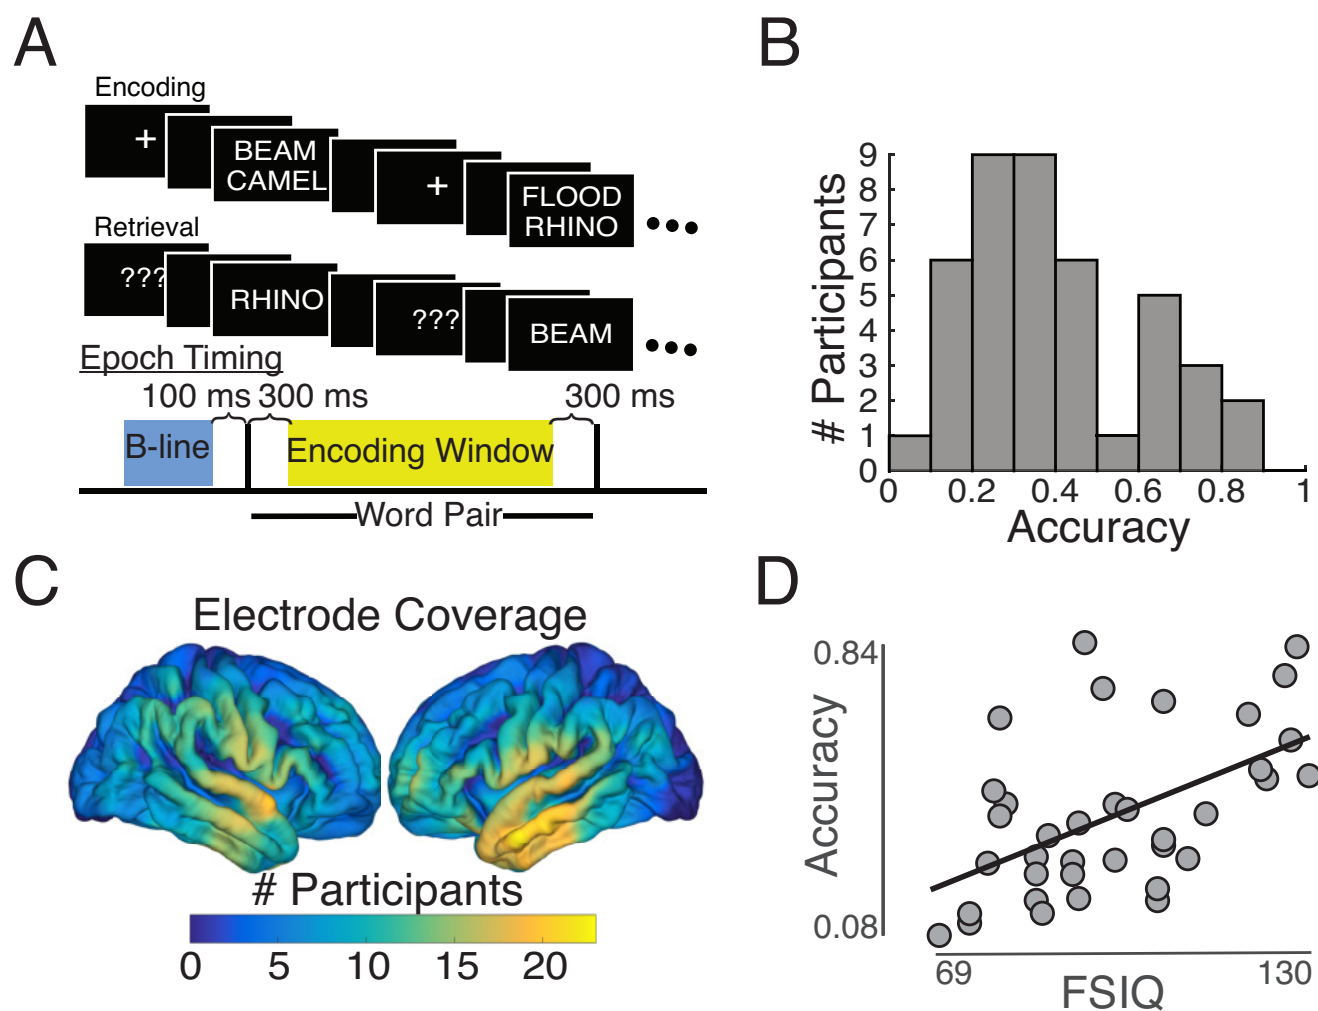 A
Encoding
+
BEAM
CAMEL
+
FLOOD
RHINO
Retrieval
???
RHINO
???
BEAM
Epoch Timing
100 ms 300 ms 300 ms
B-line
Encoding Window
Word Pair
B
# Participants
9
8
7
6
5
4
3
2
1
0
0 0.2 0.4 0.6 0.8 1
Accuracy
C
Electrode Coverage
# Participants
0 5 10 15 20
D
Accuracy
0.84
0.08
69 130
FSIQ